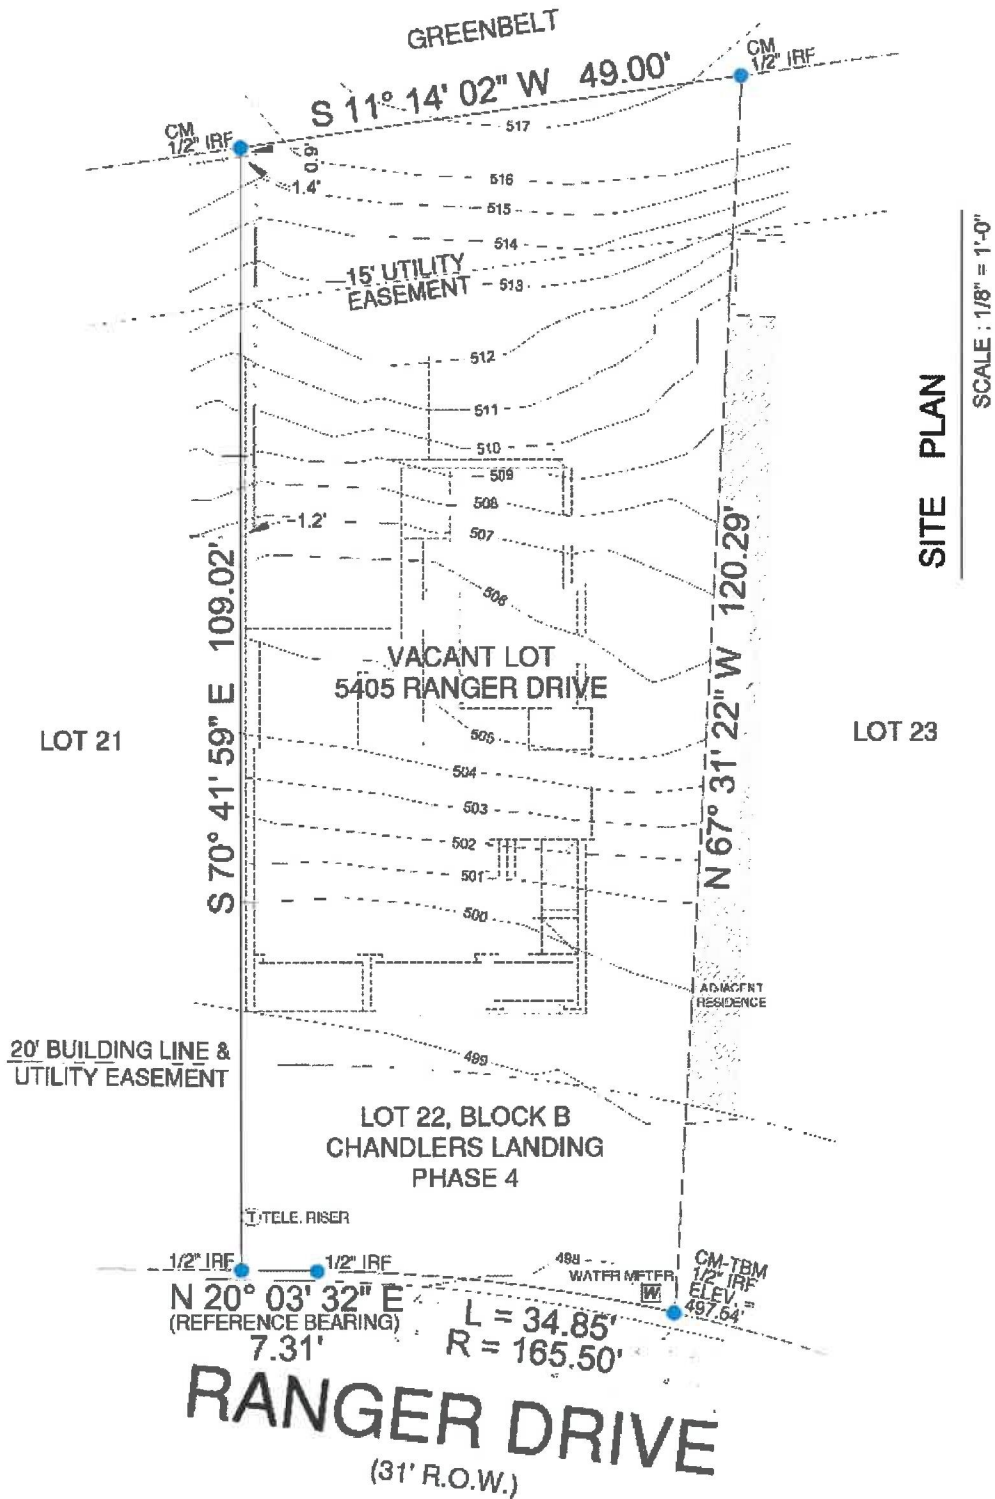 GREENBELT
CM
1/2" IRF
S 11° 14' 02" W 49.00'
CM
1/2" IRF
517
0.9'
1.4'
516
515
514
15' UTILITY
EASEMENT
513
512
511
510
509
508
507
1.2'
506
VACANT LOT
5405 RANGER DRIVE
505
504
503
502
501
500
S 70° 41' 59" E 109.02'
N 67° 31' 22" W 120.29'
LOT 21
LOT 23
SITE PLAN
SCALE : 1/8" = 1'-0"
ADJACENT
RESIDENCE
20' BUILDING LINE &
UTILITY EASEMENT
499
LOT 22, BLOCK B
CHANDLERS LANDING
PHASE 4
T TELE. RISER
1/2" IRF
1/2" IRF
498
WATER METER
W
CM-TBM
1/2" IRF
ELEV. =
497.64'
N 20° 03' 32" E
(REFERENCE BEARING)
7.31'
L = 34.85'
R = 165.50'
RANGER DRIVE
(31' R.O.W.)